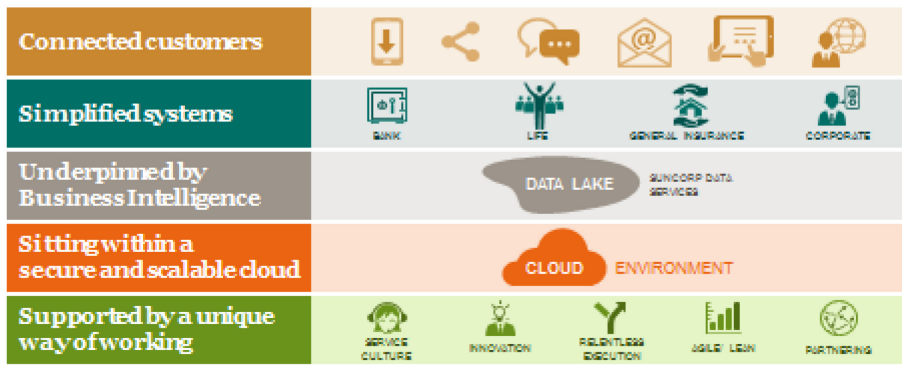 Connected customers
@
Simplified systems
BANK
LIFE
GENERAL INSURANCE
CORPORATE
Underpinned by
Business Intelligence
DATA LAKE
SUNCORP DATA
SERVICES
Sitting within a
secure and scalable cloud
CLOUD ENVIRONMENT
Supported by a unique
way of working
SERVICE
CULTURE
INNOVATION
RELENTLESS
EXECUTION
AGILE/ LEAN
PARTNERING